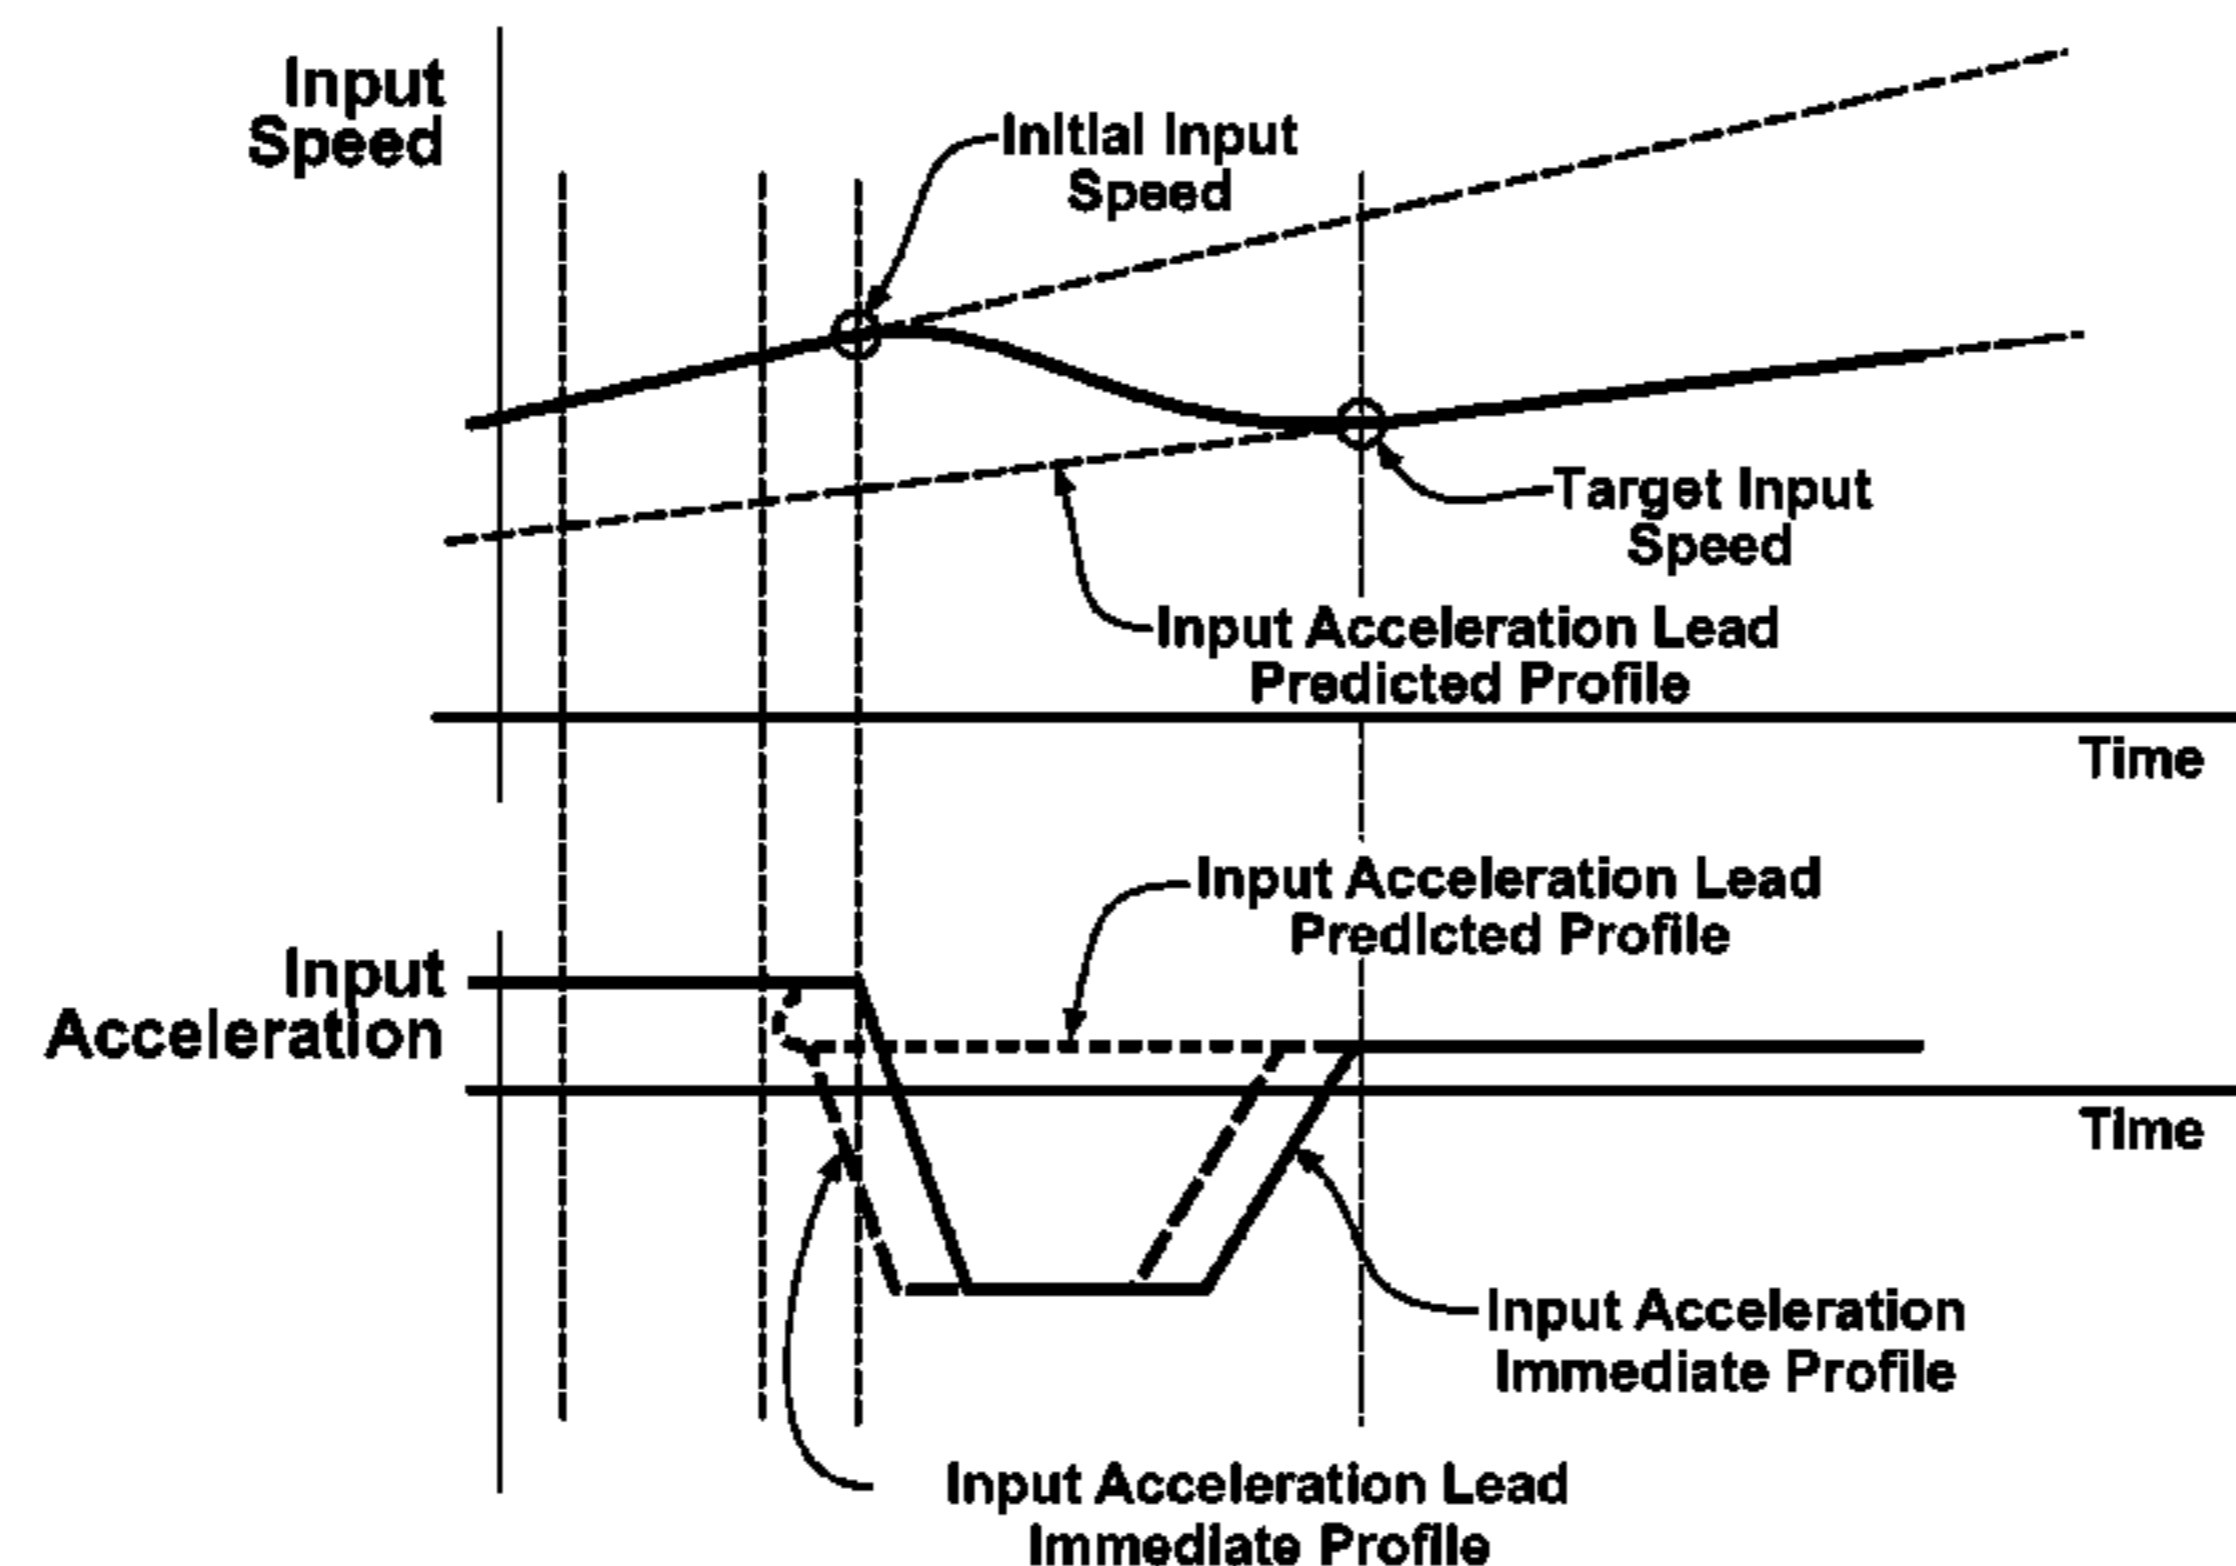 Input
Speed
Initial Input
Speed
Target Input
Speed
Input Acceleration Lead
Predicted Profile
Time
Input Acceleration Lead
Predicted Profile
Input
Acceleration
Time
Input Acceleration
Immediate Profile
Input Acceleration Lead
Immediate Profile